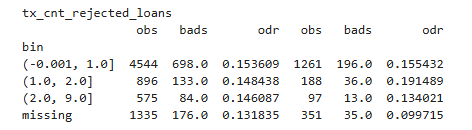 tx_cnt_rejected_loans
obs bads odr obs bads odr
bin
(-0.001, 1.0] 4544 698.0 0.153609 1261 196.0 0.155432
(1.0, 2.0] 896 133.0 0.148438 188 36.0 0.191489
(2.0, 9.0] 575 84.0 0.146087 97 13.0 0.134021
missing 1335 176.0 0.131835 351 35.0 0.099715